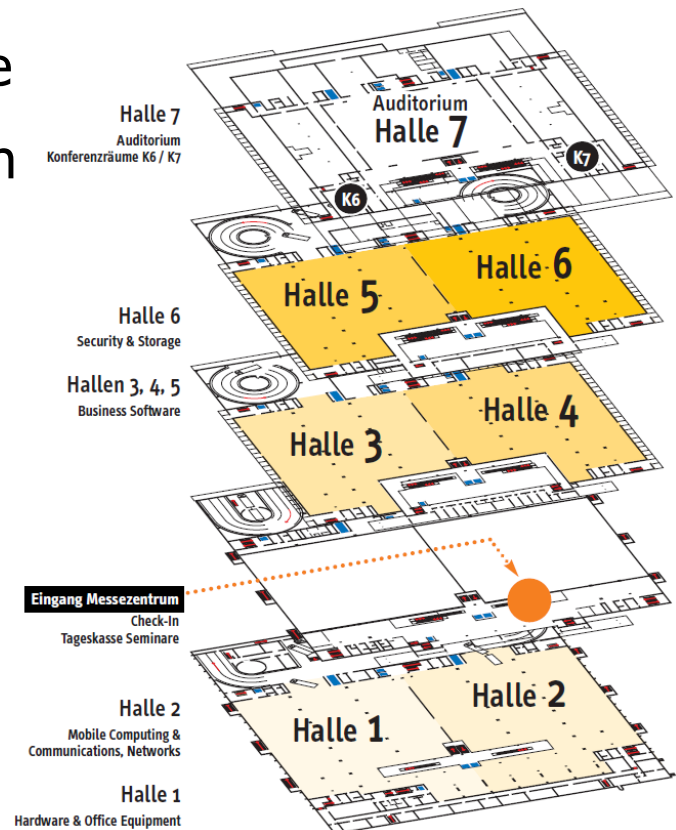 e
n
Halle 7
Auditorium
Konferenzräume K6 / K7
Auditorium
Halle 7
K6
K7
Halle 5
Halle 6
Halle 6
Security & Storage
Hallen 3, 4, 5
Business Software
Halle 3
Halle 4
Eingang Messezentrum
Check-In
Tageskasse Seminare
Halle 2
Mobile Computing &
Communications, Networks
Halle 1
Hardware & Office Equipment
Halle 1
Halle 2